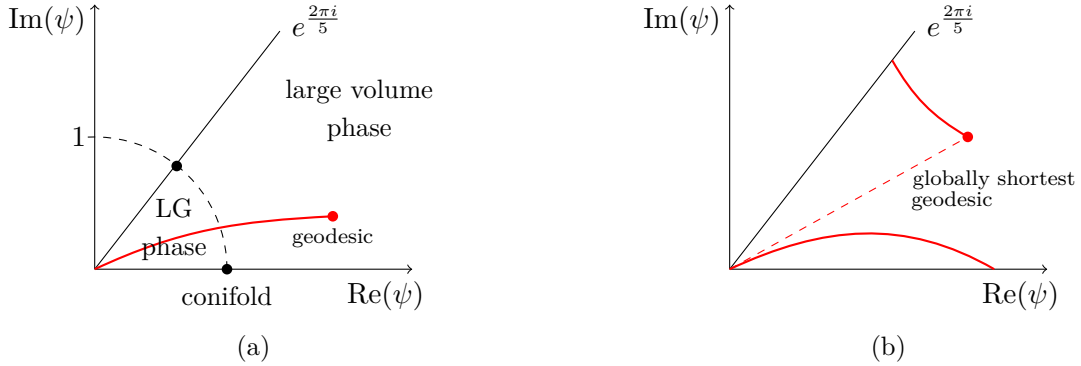 Im(ψ)
e^{2πi/5}
large volume
phase
1
LG
phase
geodesic
conifold
Re(ψ)
(a)
Im(ψ)
e^{2πi/5}
globally shortest
geodesic
Re(ψ)
(b)